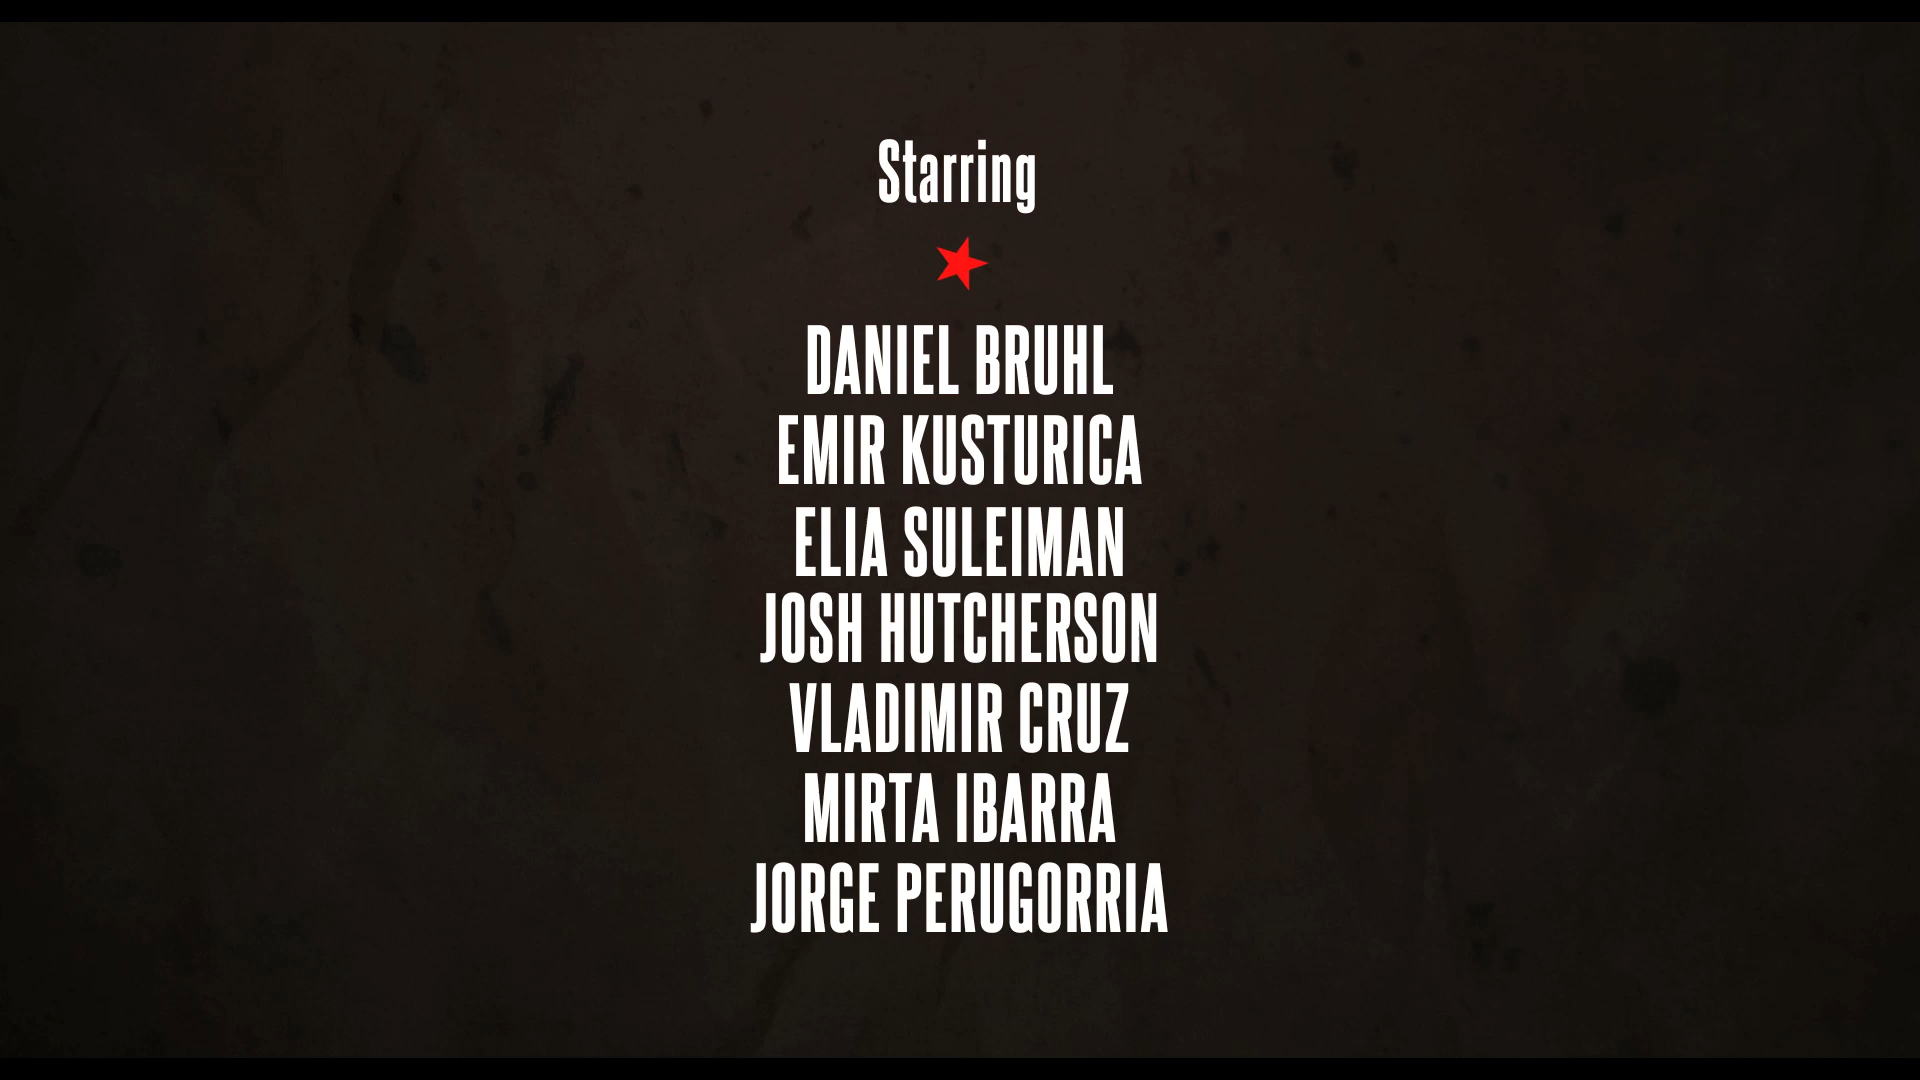 Starring
DANIEL BRUHL
EMIR KUSTURICA
ELIA SULEIMAN
JOSH HUTCHERSON
VLADIMIR CRUZ
MIRTA IBARRA
JORGE PERUGORRIA